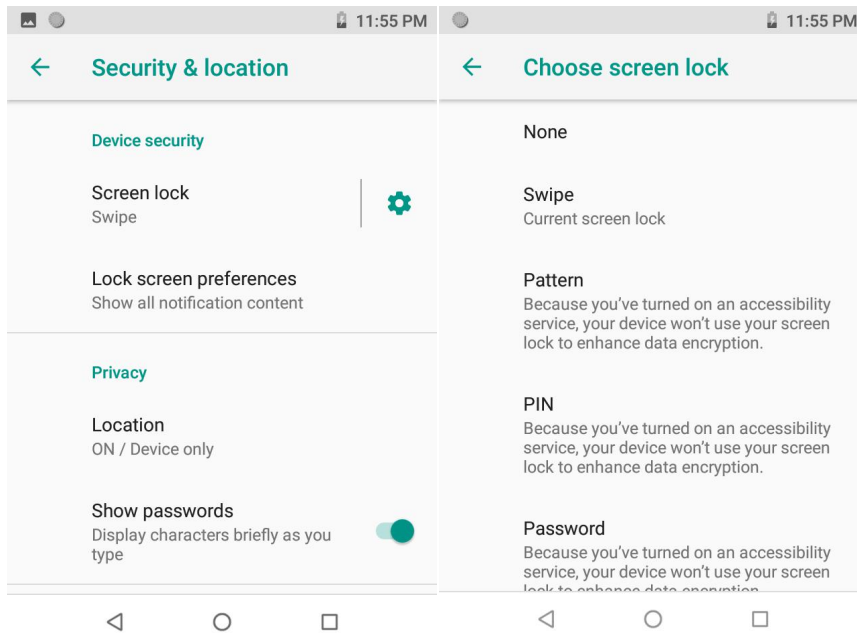 11:55 PM
Security & location
Device security
Screen lock
Swipe
Lock screen preferences
Show all notification content
Privacy
Location
ON / Device only
Show passwords
Display characters briefly as you
type
11:55 PM
Choose screen lock
None
Swipe
Current screen lock
Pattern
Because you've turned on an accessibility
service, your device won't use your screen
lock to enhance data encryption.
PIN
Because you've turned on an accessibility
service, your device won't use your screen
lock to enhance data encryption.
Password
Because you've turned on an accessibility
service, your device won't use your screen
lock to enhance data encryption